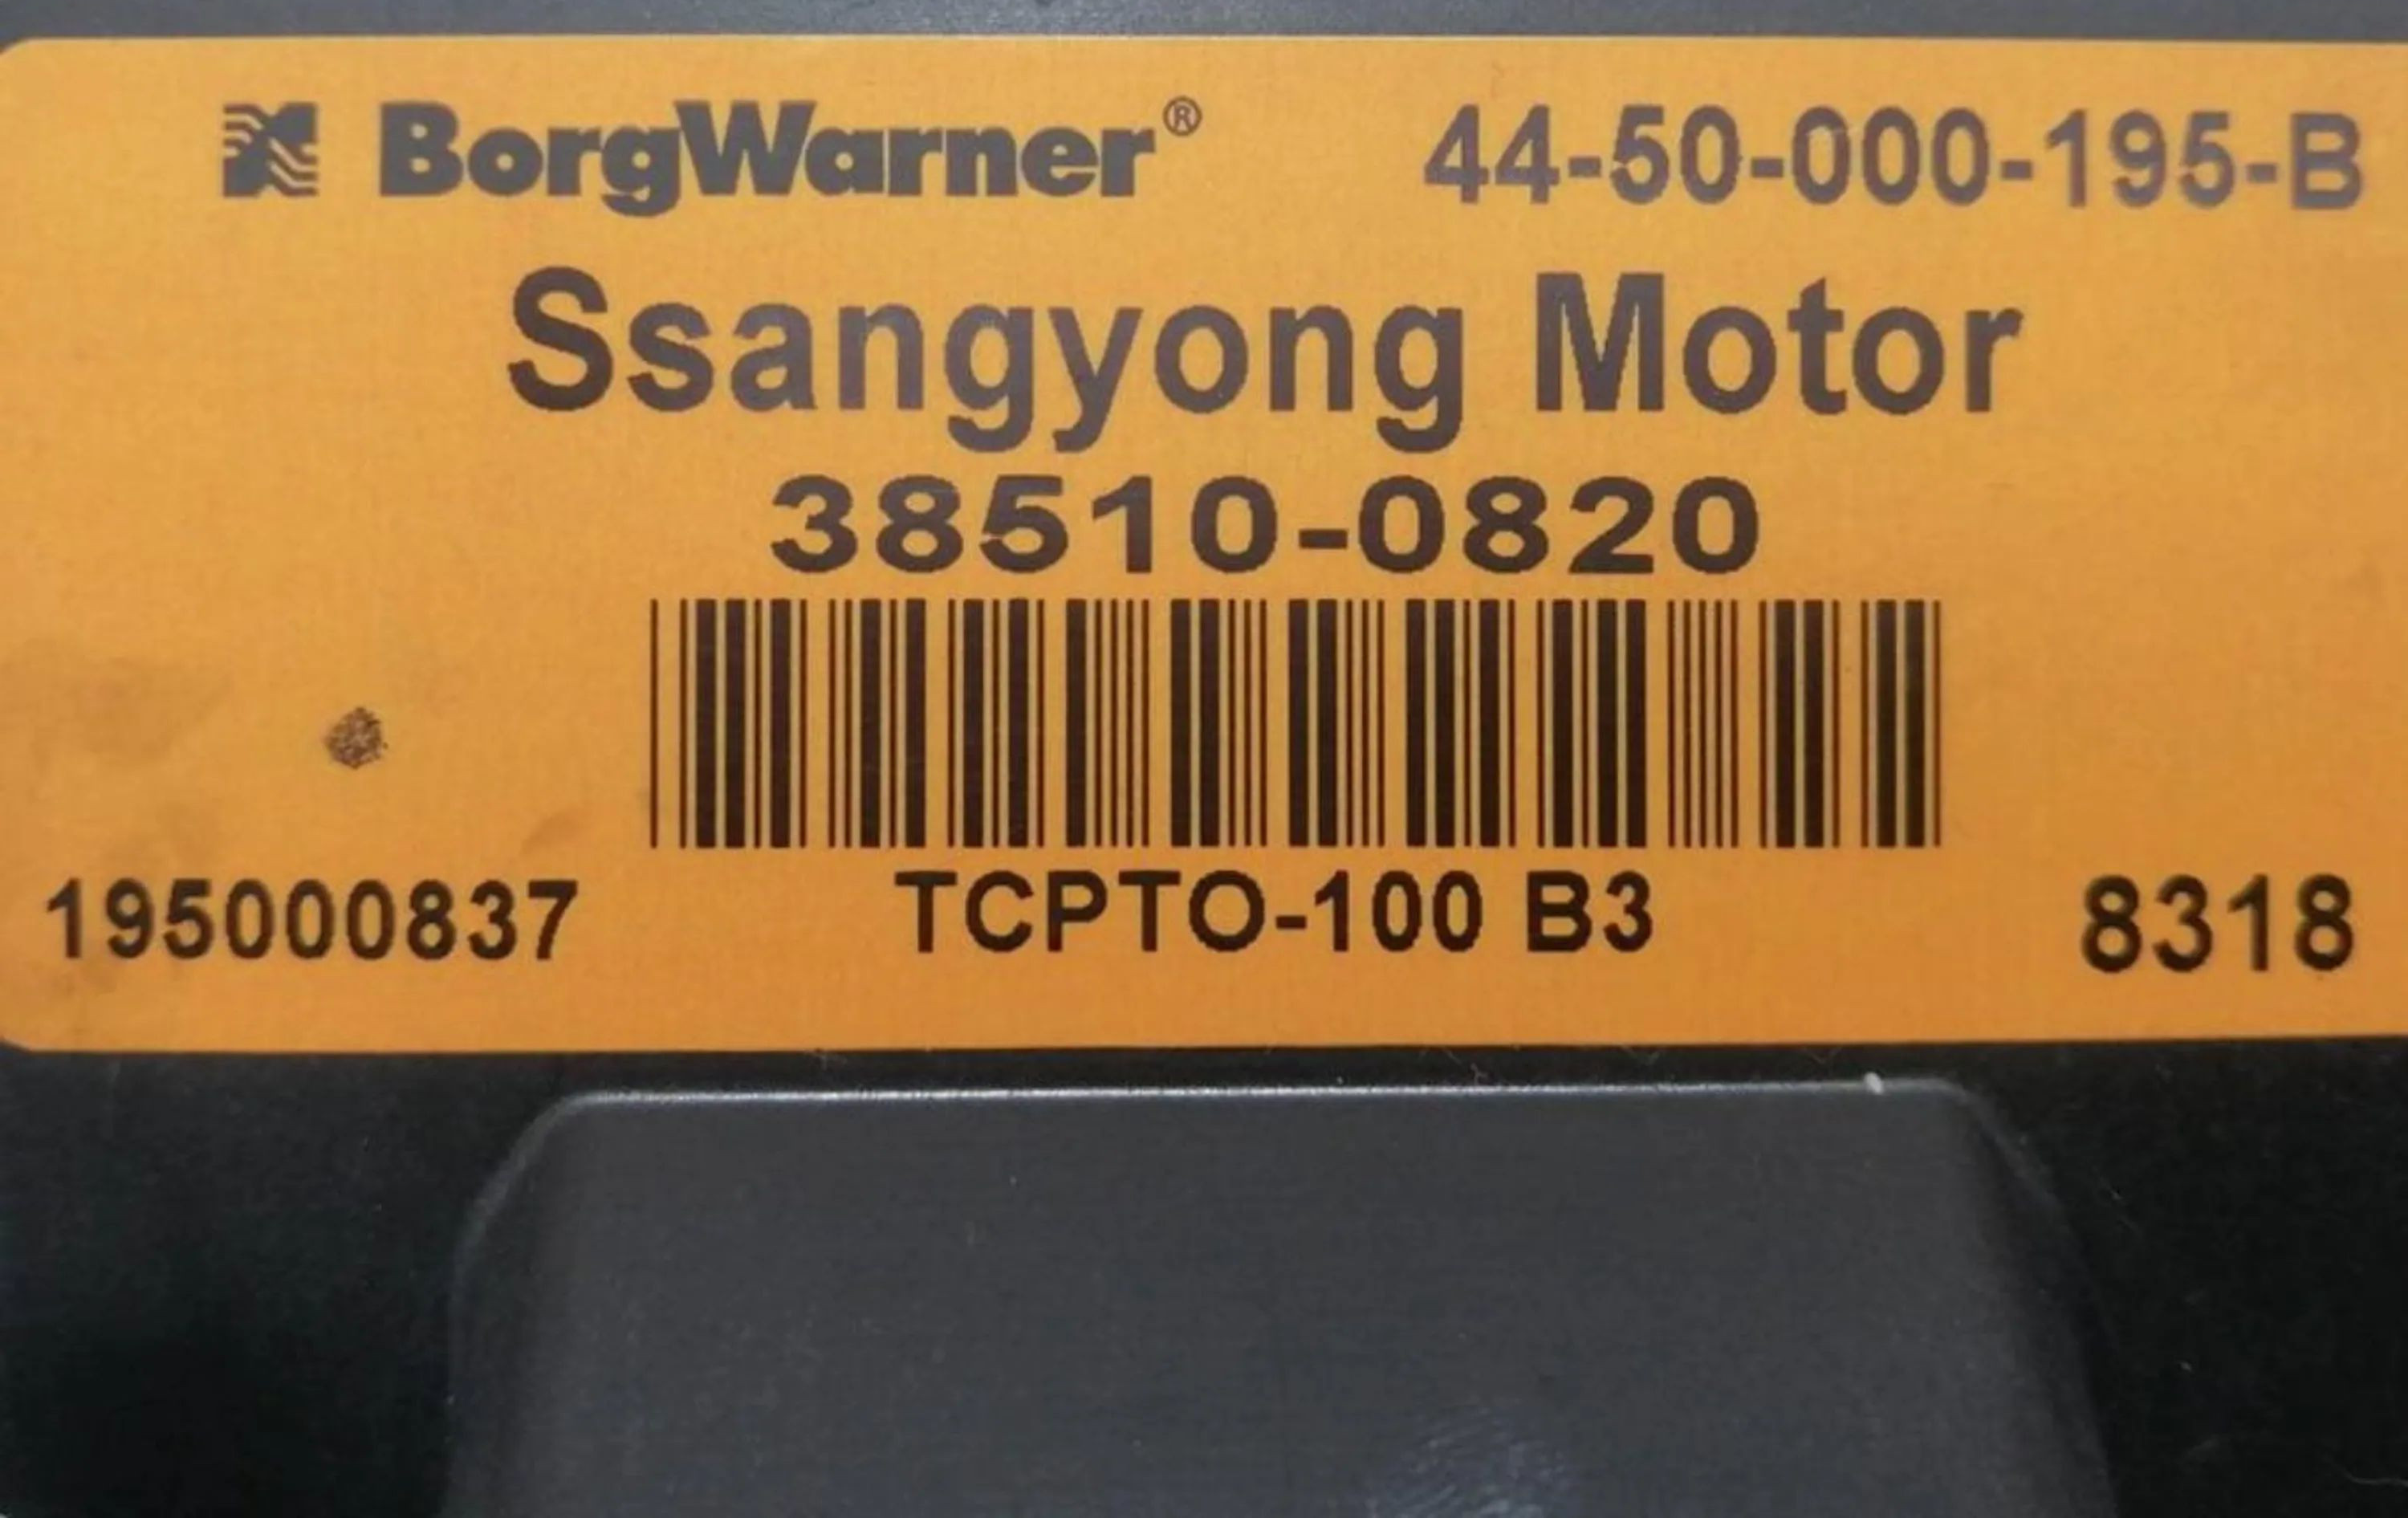 BorgWarner® 44-50-000-195-B
Ssangyong Motor
38510-0820
195000837 TCPTO-100 B3 8318